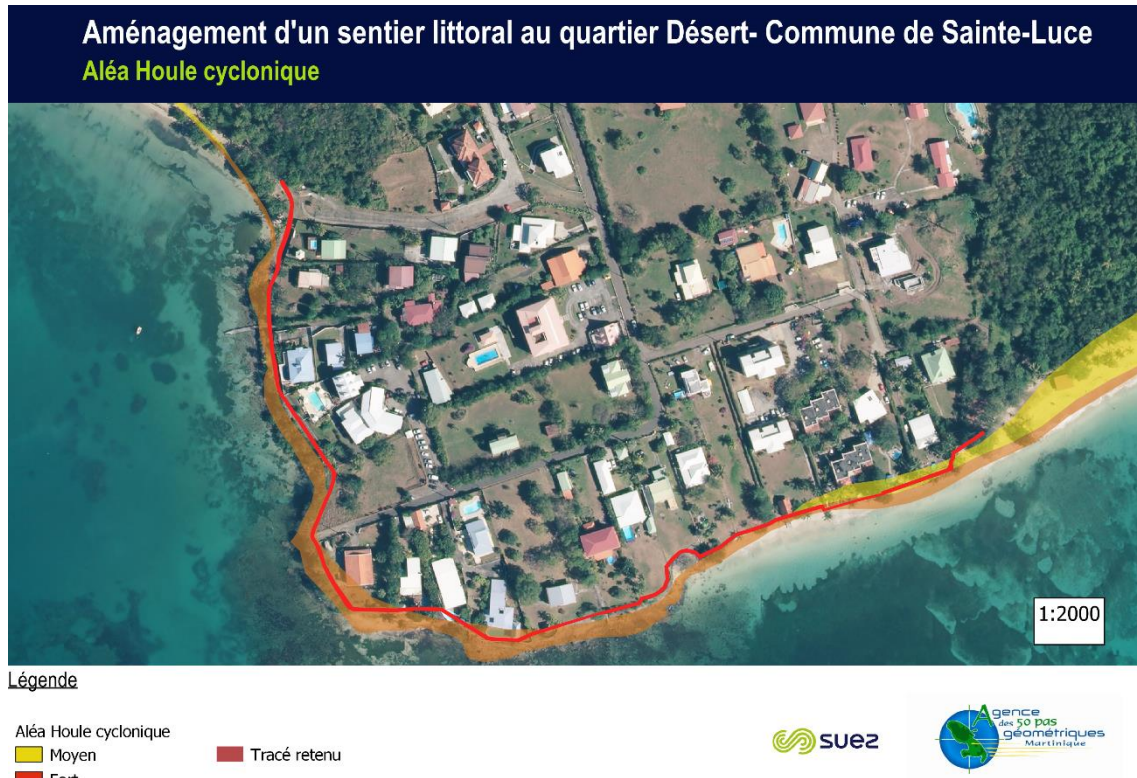 Aménagement d'un sentier littoral au quartier Désert- Commune de Sainte-Luce
Aléa Houle cyclonique
1:2000
Légende
Aléa Houle cyclonique
Moyen
Tracé retenu
Fort
suez
Agence
des 50 pas
géométriques
Martinique